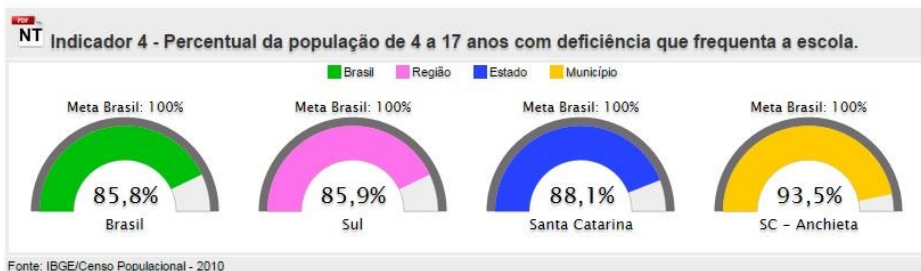 PDF
NT
Indicador 4 - Percentual da população de 4 a 17 anos com deficiência que frequenta a escola.
Brasil Região Estado Município
Meta Brasil: 100% Meta Brasil: 100% Meta Brasil: 100% Meta Brasil: 100%
85,8% 85,9% 88,1% 93,5%
Brasil Sul Santa Catarina SC - Anchieta
Fonte: IBGE/Censo Populacional - 2010